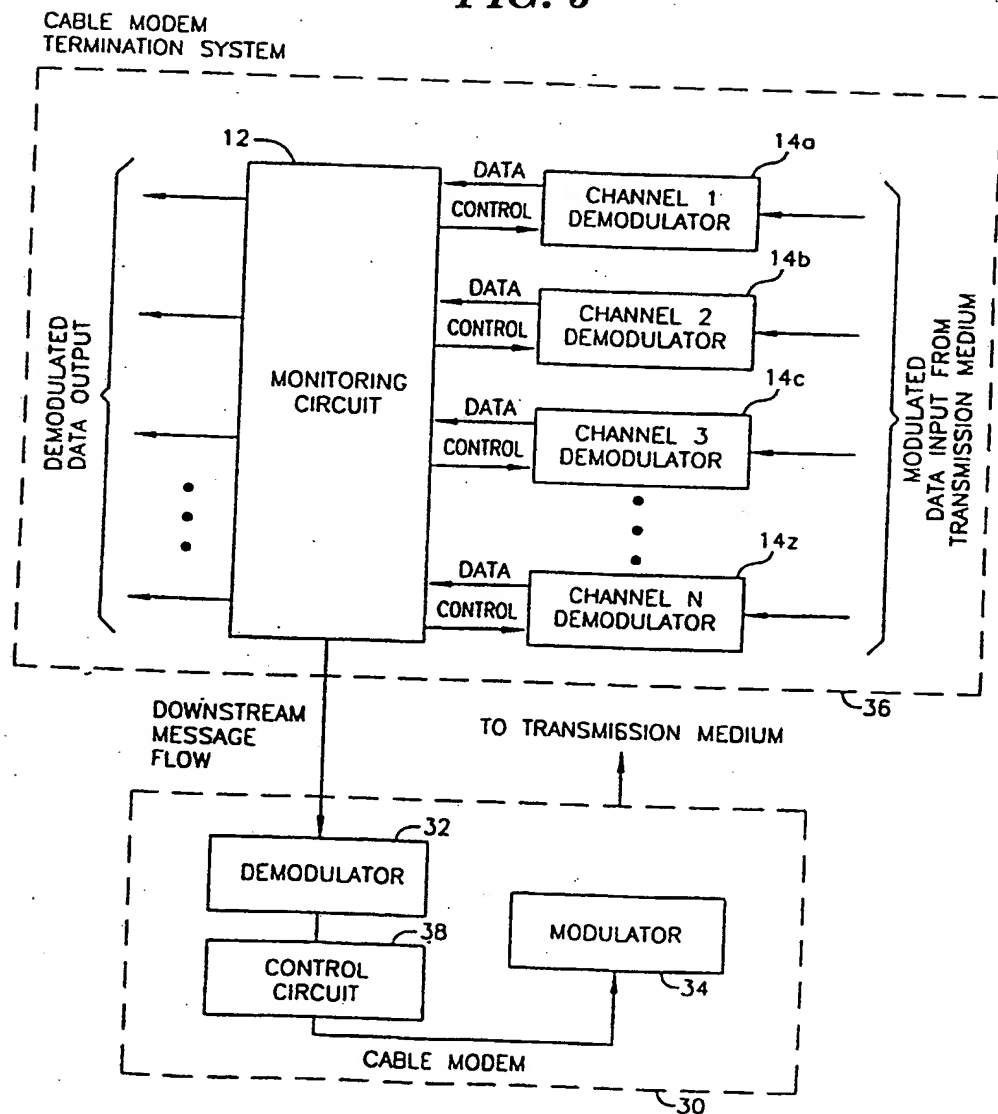 FIG.
CABLE MODEM
TERMINATION SYSTEM
12
14a
DATA
CONTROL
CHANNEL 1
DEMODULATOR
14b
DATA
CONTROL
CHANNEL 2
DEMODULATOR
14c
DATA
CONTROL
CHANNEL 3
DEMODULATOR
14z
DATA
CONTROL
CHANNEL N
DEMODULATOR
MONITORING
CIRCUIT
DEMODULATED
DATA OUTPUT
MODULATED
DATA INPUT FROM
TRANSMISSION MEDIUM
36
DOWNSTREAM
MESSAGE
FLOW
TO TRANSMISSION MEDIUM
32
DEMODULATOR
38
CONTROL
CIRCUIT
MODULATOR
34
CABLE MODEM
30